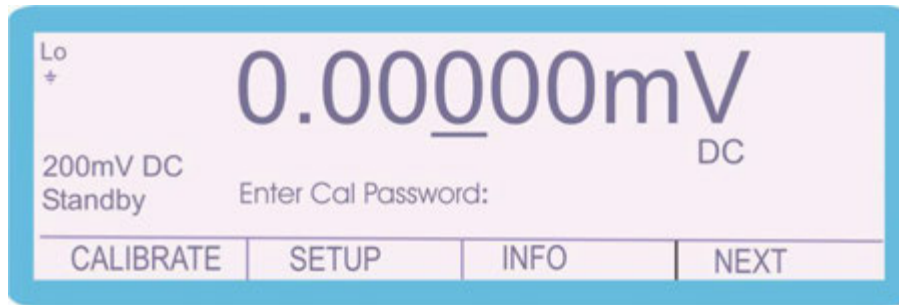 Lo
0.00000mV
DC
200mV DC
Standby
Enter Cal Password:
CALIBRATE SETUP INFO NEXT